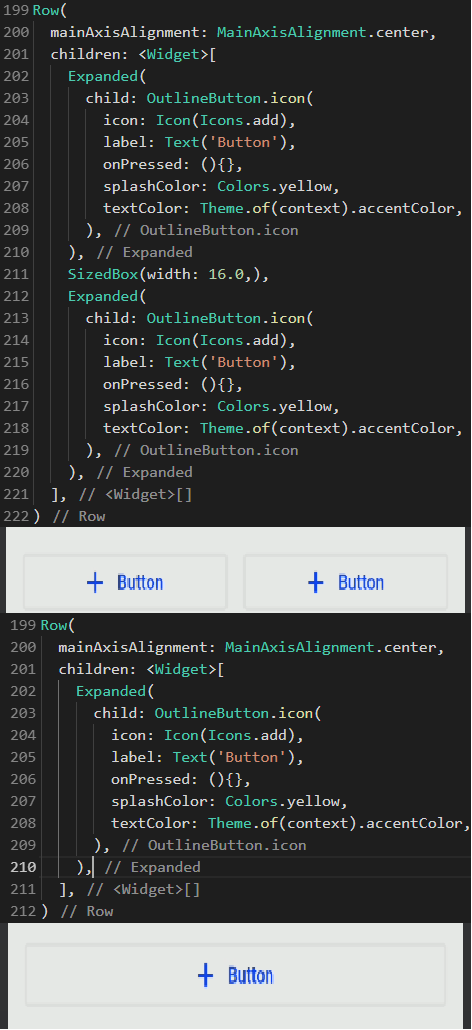 199 Row(
200   mainAxisAlignment: MainAxisAlignment.center,
201   children: <Widget>[
202     Expanded(
203       child: OutlineButton.icon(
204         icon: Icon(Icons.add),
205         label: Text('Button'),
206         onPressed: (){},
207         splashColor: Colors.yellow,
208         textColor: Theme.of(context).accentColor,
209       ), // OutlineButton.icon
210     ), // Expanded
211     SizedBox(width: 16.0,),
212     Expanded(
213       child: OutlineButton.icon(
214         icon: Icon(Icons.add),
215         label: Text('Button'),
216         onPressed: (){},
217         splashColor: Colors.yellow,
218         textColor: Theme.of(context).accentColor,
219       ), // OutlineButton.icon
220     ), // Expanded
221   ], // <Widget>[]
222 ) // Row
+ Button + Button
199 Row(
200   mainAxisAlignment: MainAxisAlignment.center,
201   children: <Widget>[
202     Expanded(
203       child: OutlineButton.icon(
204         icon: Icon(Icons.add),
205         label: Text('Button'),
206         onPressed: (){},
207         splashColor: Colors.yellow,
208         textColor: Theme.of(context).accentColor,
209       ), // OutlineButton.icon
210     ), // Expanded
211   ], // <Widget>[]
212 ) // Row
+ Button